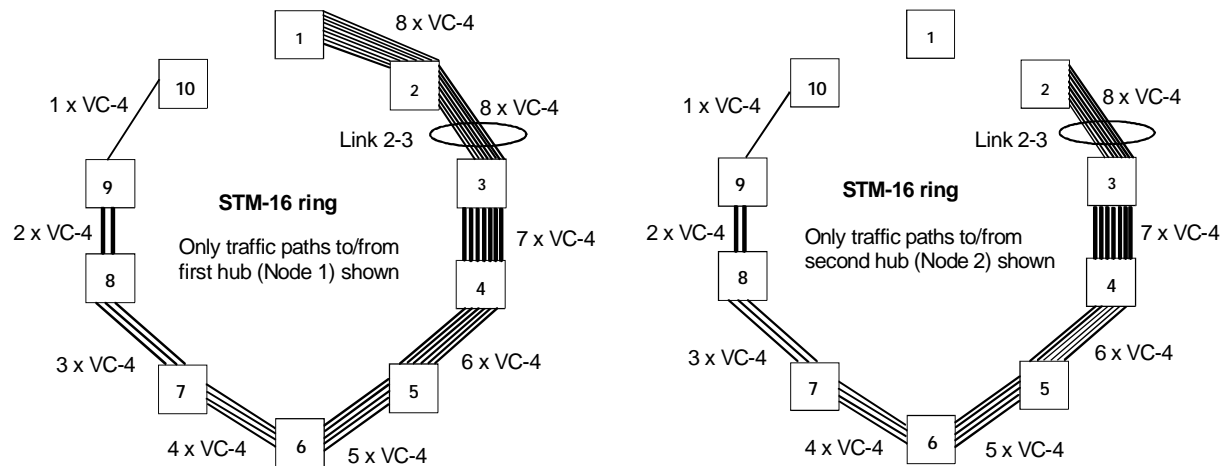 1
8 x VC-4
2
10
1 x VC-4
8 x VC-4
Link 2-3
9
3
STM-16 ring
2 x VC-4
Only traffic paths to/from
first hub (Node 1) shown
7 x VC-4
8
4
3 x VC-4
6 x VC-4
7
5
4 x VC-4
6
5 x VC-4
1
10
2
1 x VC-4
8 x VC-4
Link 2-3
9
3
STM-16 ring
2 x VC-4
Only traffic paths to/from
second hub (Node 2) shown
7 x VC-4
8
4
3 x VC-4
6 x VC-4
7
5
4 x VC-4
6
5 x VC-4